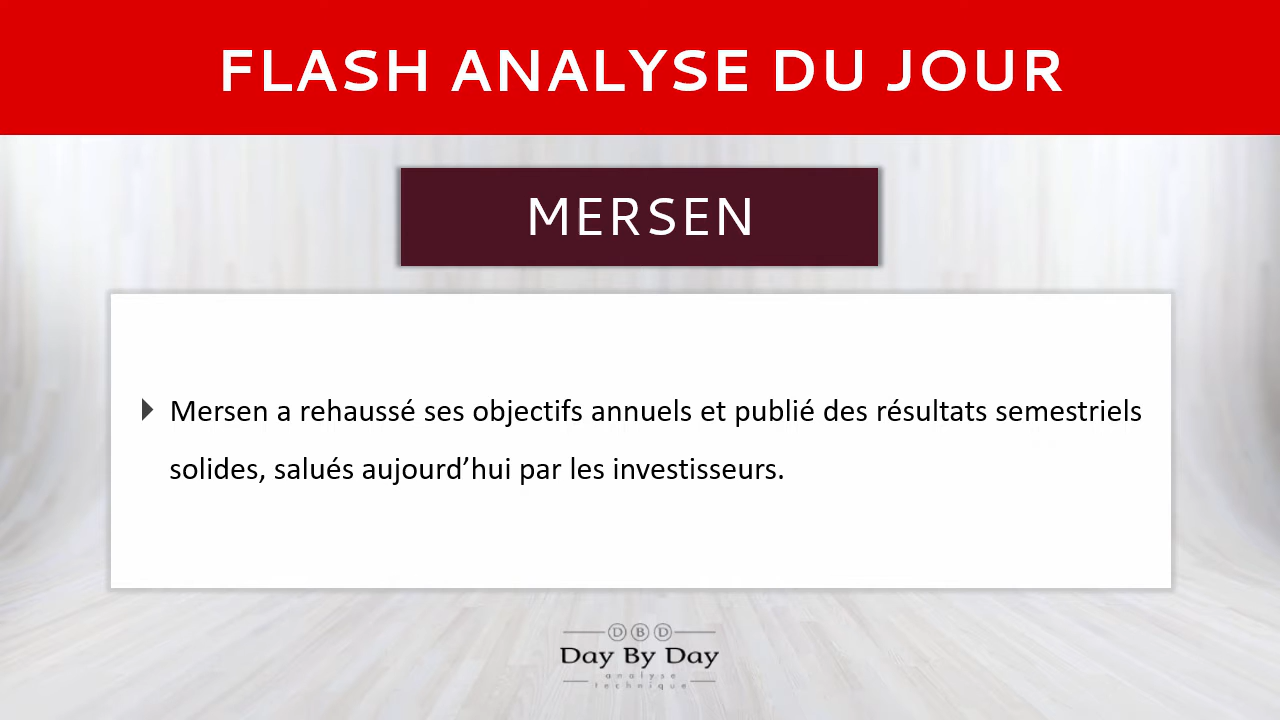 FLASH ANALYSE DU JOUR
MERSEN
Mersen a rehaussé ses objectifs annuels et publié des résultats semestriels
solides, salués aujourd’hui par les investisseurs.
DBD
Day By Day
analyse
technique